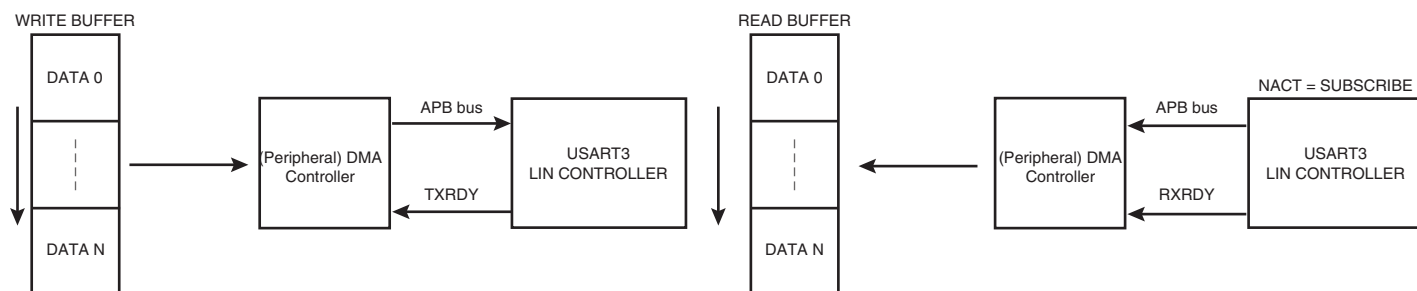 WRITE BUFFER
DATA 0
DATA N
(Peripheral) DMA
Controller
APB bus
TXRDY
USART3
LIN CONTROLLER
READ BUFFER
DATA 0
DATA N
(Peripheral) DMA
Controller
APB bus
RXRDY
NACT = SUBSCRIBE
USART3
LIN CONTROLLER